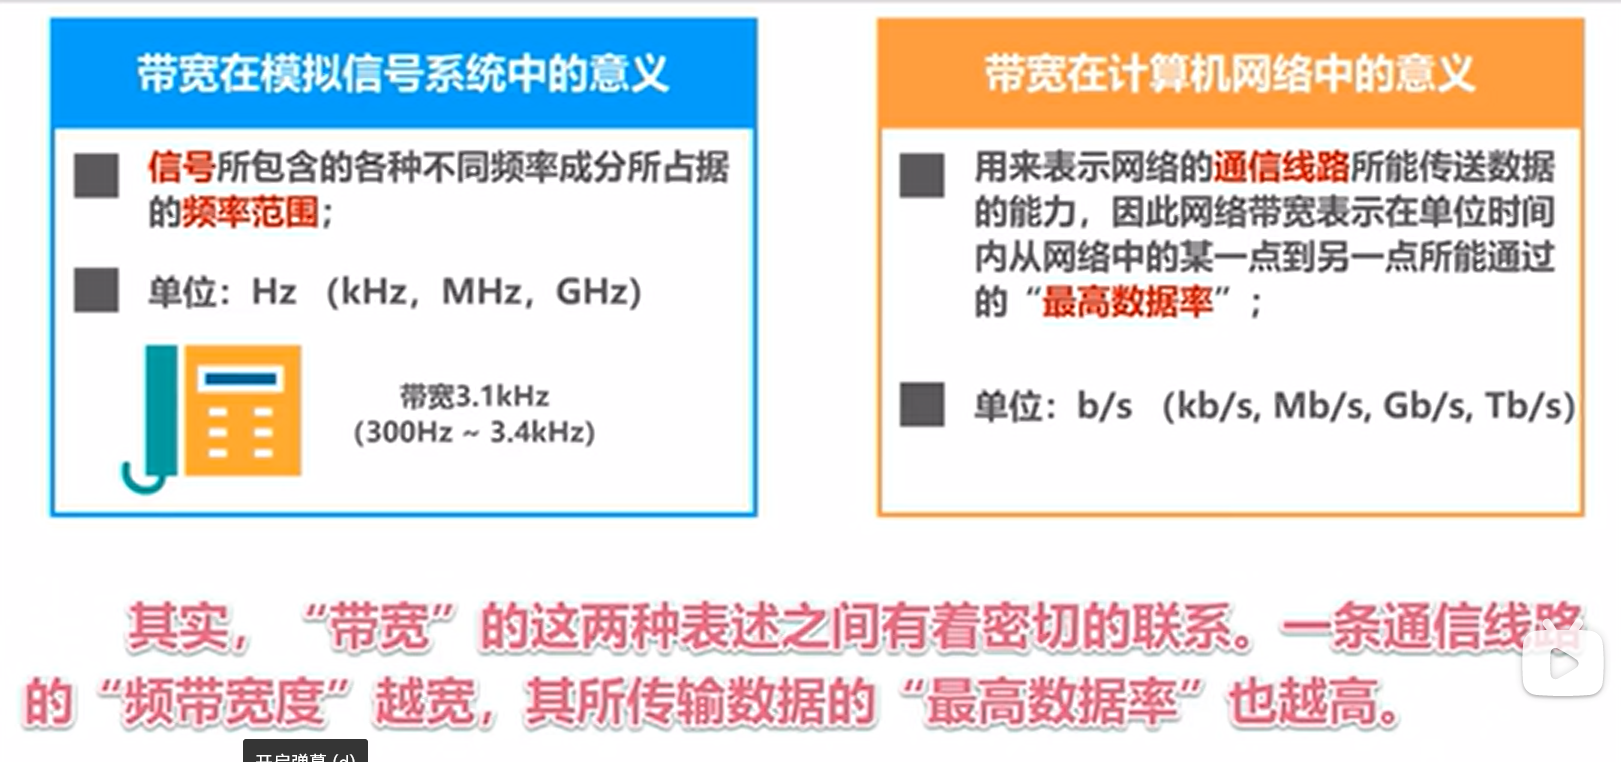 带宽在模拟信号系统中的意义
信号所包含的各种不同频率成分所占据
的频率范围；
单位：Hz （kHz，MHz，GHz）
带宽3.1kHz
(300Hz ~ 3.4kHz)
带宽在计算机网络中的意义
用来表示网络的通信线路所能传送数据
的能力，因此网络带宽表示在单位时间
内从网络中的某一点到另一点所能通过
的“最高数据率”；
单位：b/s （kb/s, Mb/s, Gb/s, Tb/s)
其实，“带宽”的这两种表述之间有着密切的联系。一条通信线路
的“频带宽度”越宽，其所传输数据的“最高数据率”也越高。
开启弹幕 (d)